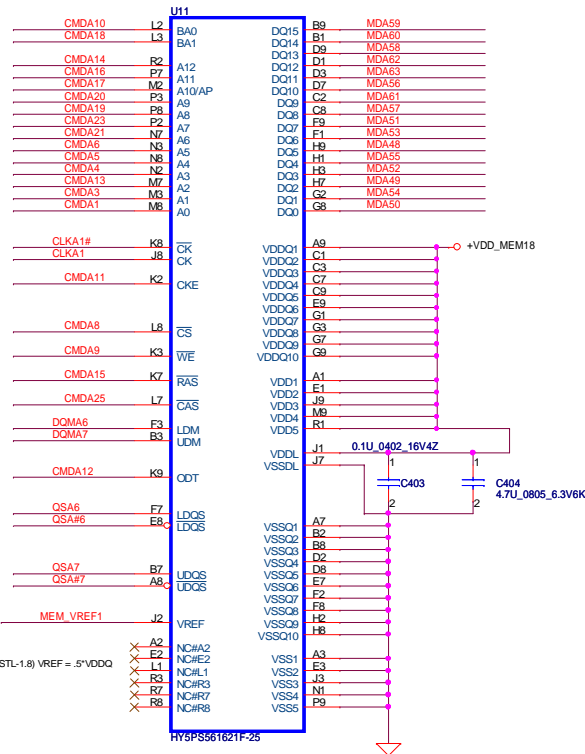 U11
CMDA10 L2 BA0 DQ15 B9 MDA59
CMDA18 L3 BA1 DQ14 B1 MDA60
DQ13 D9 MDA58
CMDA14 R2 A12 DQ12 D1 MDA62
CMDA16 P7 A11 DQ11 D3 MDA63
CMDA17 M2 A10/AP DQ10 D7 MDA56
CMDA20 P3 A9 DQ9 C2 MDA61
CMDA19 P8 A8 DQ8 C8 MDA57
CMDA23 P2 A7 DQ7 F9 MDA51
CMDA21 N7 A6 DQ6 F1 MDA53
CMDA6 N3 A5 DQ5 H9 MDA48
CMDA5 N8 A4 DQ4 H1 MDA55
CMDA4 N2 A3 DQ3 H3 MDA52
CMDA13 M7 A2 DQ2 H7 MDA49
CMDA3 M3 A1 DQ1 G2 MDA54
CMDA1 M8 A0 DQ0 G8 MDA50
CLKA1# K8 CK VDDQ1 A9 +VDD_MEM18
CLKA1 J8 CK VDDQ2 C1
VDDQ3 C3
CMDA11 K2 CKE VDDQ4 C7
VDDQ5 C9
VDDQ6 E9
VDDQ7 G1
CMDA8 L8 CS VDDQ8 G3
VDDQ9 G7
CMDA9 K3 WE VDDQ10 G9
CMDA15 K7 RAS VDD1 A1
VDD2 E1
CMDA25 L7 CAS VDD3 J9
VDD4 M9
DQMA6 F3 LDM VDD5 R1
DQMA7 B3 UDM
VDDL J1 0.1U_0402_16V4Z
VSSDL J7 1 1
CMDA12 K9 ODT C403 C404
4.7U_0805_6.3V6K
2 2
QSA6 F7 LDQS
QSA#6 E8 LDQS VSSQ1 A7
VSSQ2 B2
VSSQ3 B8
VSSQ4 D2
QSA7 B7 UDQS VSSQ5 D8
QSA#7 A8 UDQS VSSQ6 E7
VSSQ7 F2
VSSQ8 F8
MEM_VREF1 J2 VREF VSSQ9 H2
VSSQ10 H8
A2 NC#A2
STL-1.8) VREF = .5*VDDQ E2 NC#E2 VSS1 A3
L1 NC#L1 VSS2 E3
R3 NC#R3 VSS3 J3
R7 NC#R7 VSS4 N1
R8 NC#R8 VSS5 P9
HY5PS561621F-25